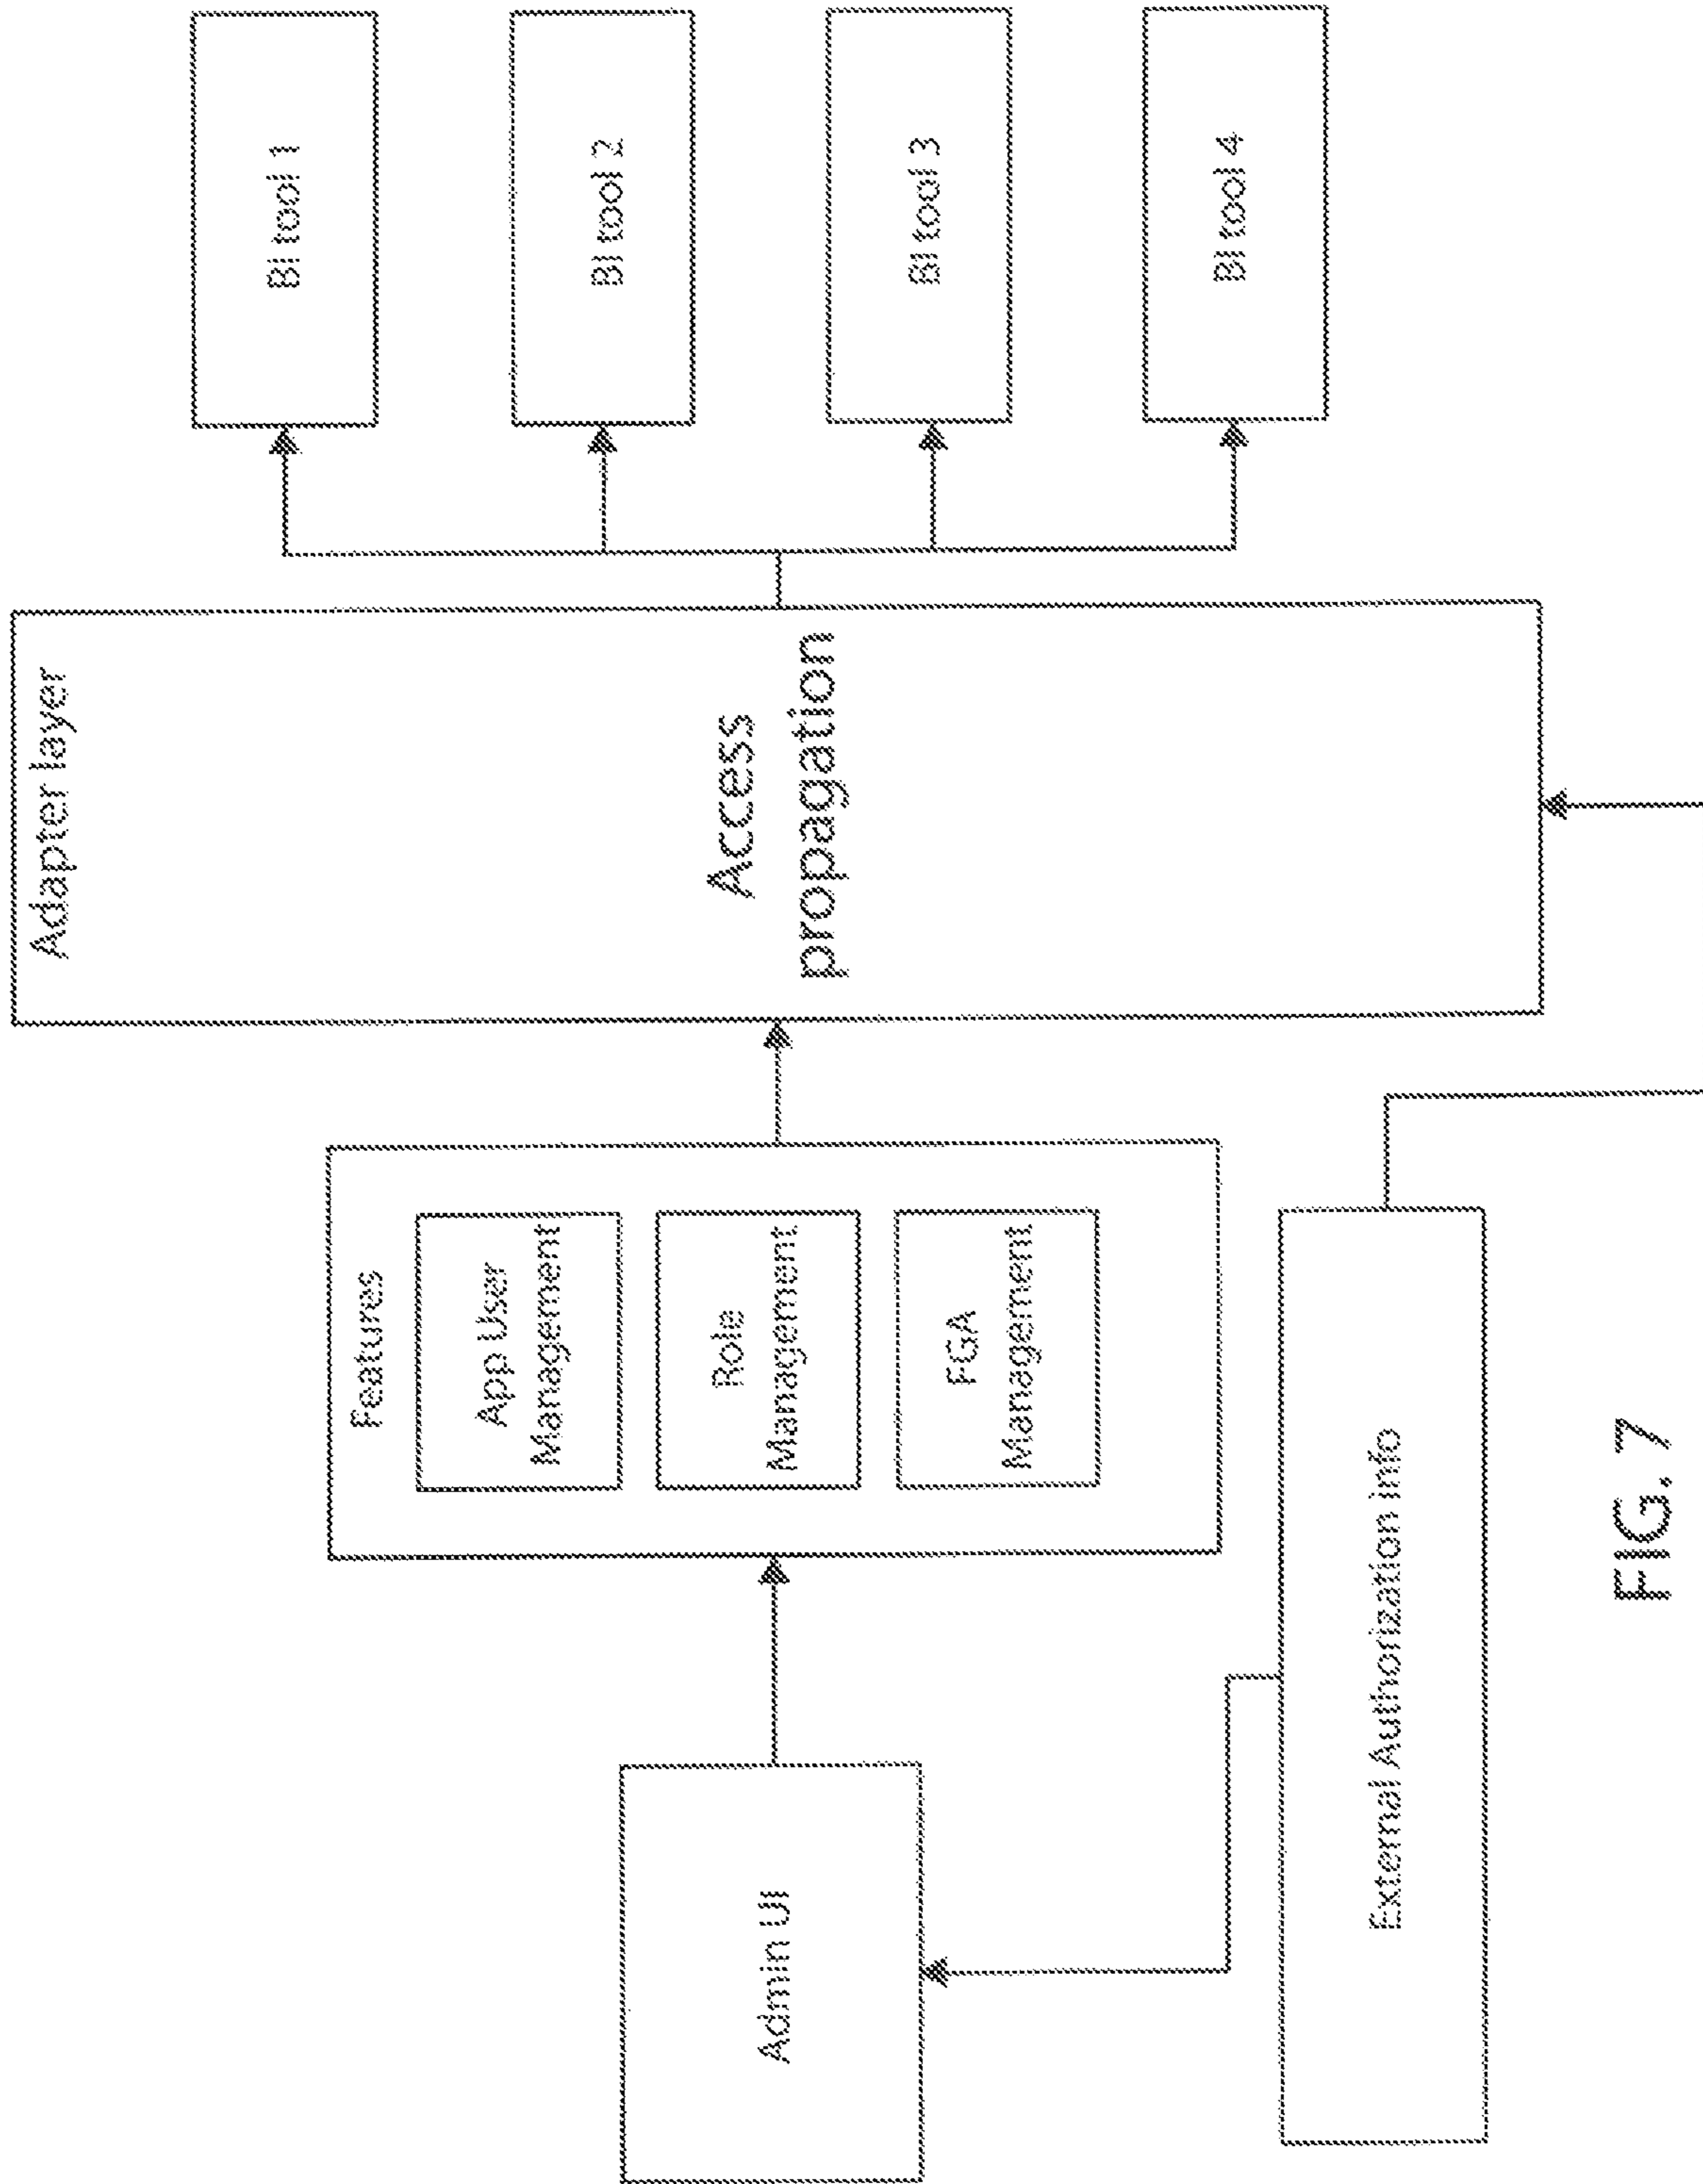 Admin UI
Features
App User
Management
Role
Management
FGA
Management
Adapter layer
Access
propagation
BI tool 1
BI tool 2
BI tool 3
BI tool 4
External Authorization info
FIG. 7